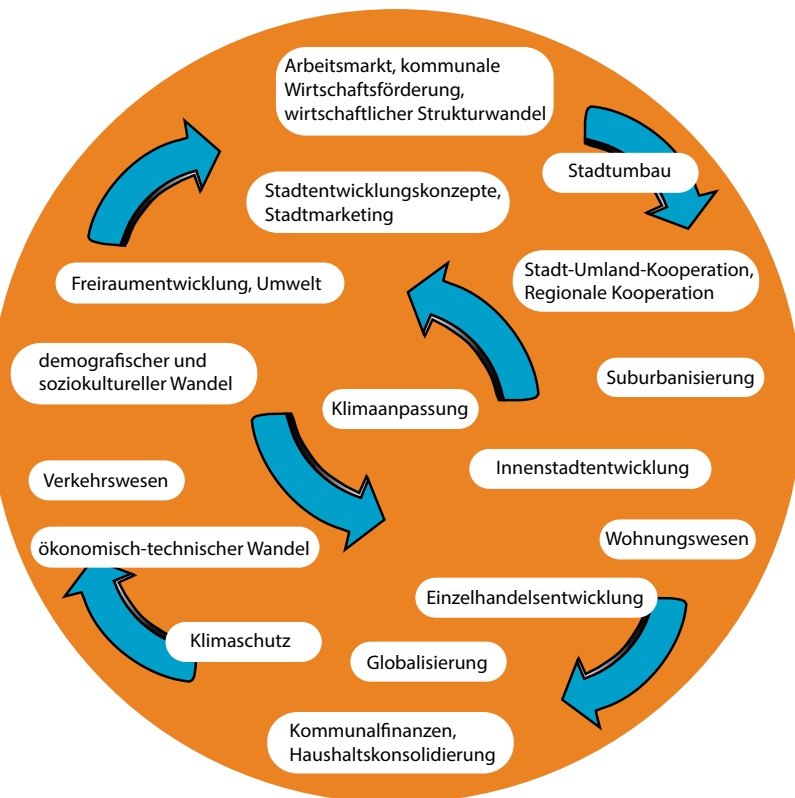 Arbeitsmarkt, kommunale
Wirtschaftsförderung,
wirtschaftlicher Strukturwandel
Stadtumbau
Stadtentwicklungskonzepte,
Stadtmarketing
Stadt-Umland-Kooperation,
Regionale Kooperation
Freiraumentwicklung, Umwelt
demografischer und
soziokultureller Wandel
Suburbanisierung
Klimaanpassung
Innenstadtentwicklung
Verkehrswesen
Wohnungswesen
ökonomisch-technischer Wandel
Einzelhandelsentwicklung
Klimaschutz
Globalisierung
Kommunalfinanzen,
Haushaltskonsolidierung